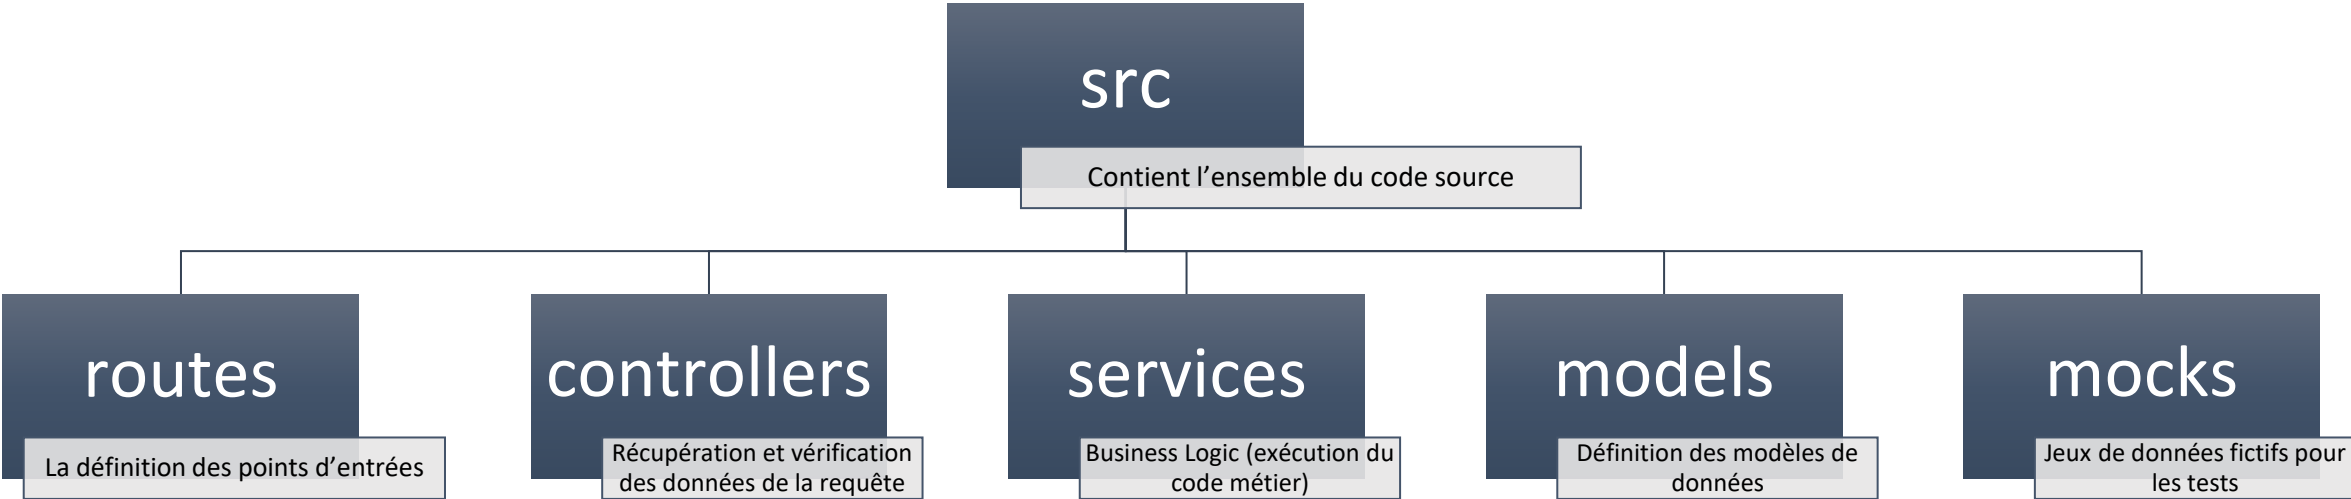 src
Contient l’ensemble du code source
routes
La définition des points d’entrées
controllers
Récupération et vérification
des données de la requête
services
Business Logic (exécution du
code métier)
models
Définition des modèles de
données
mocks
Jeux de données fictifs pour
les tests